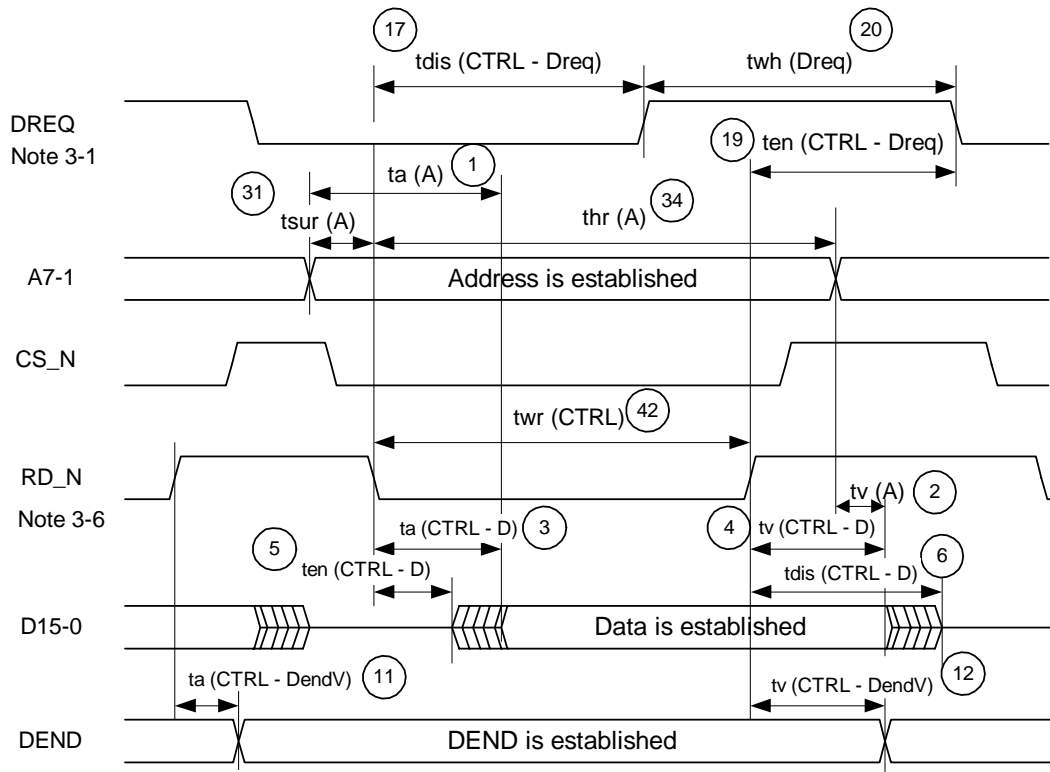 17
20
tdis (CTRL - Dreq)
twh (Dreq)
DREQ
Note 3-1
19
ten (CTRL - Dreq)
1
ta (A)
31
34
tsur (A)
thr (A)
A7-1
Address is established
CS_N
twr (CTRL)
42
RD_N
Note 3-6
tv (A)
2
ta (CTRL - D)
3
4
tv (CTRL - D)
5
ten (CTRL - D)
6
tdis (CTRL - D)
D15-0
Data is established
ta (CTRL - DendV)
11
12
tv (CTRL - DendV)
DEND
DEND is established